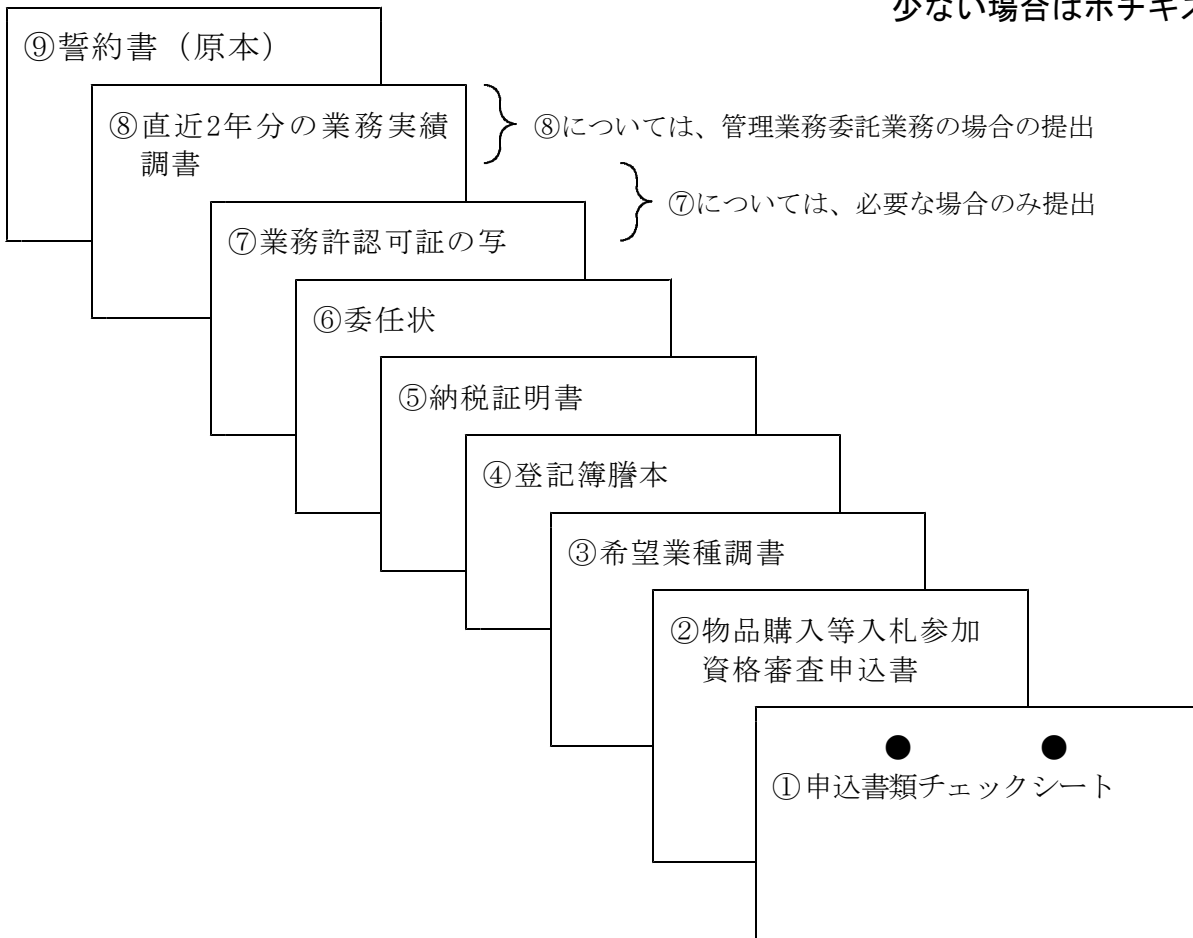 少ない場合はホチキス
⑨誓約書（原本）
⑧直近2年分の業務実績
調書
⑧については、管理業務委託業務の場合の提出
⑦については、必要な場合のみ提出
⑦業務許認可証の写
⑥委任状
⑤納税証明書
④登記簿謄本
③希望業種調書
②物品購入等入札参加
資格審査申込書
①申込書類チェックシート